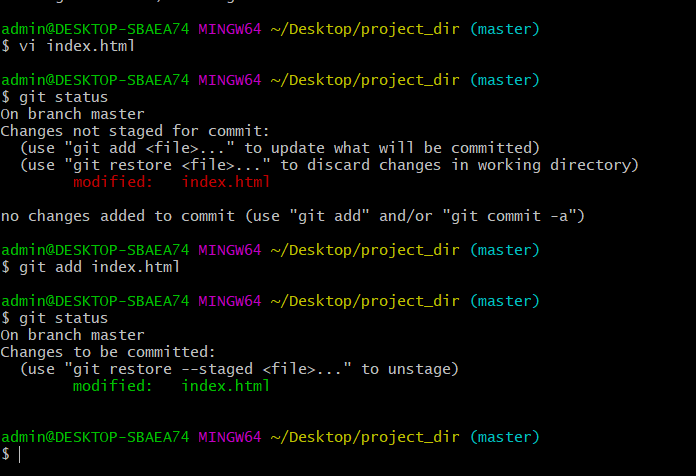 admin@DESKTOP-SBAEA74 MINGW64 ~/Desktop/project_dir (master)
$ vi index.html
admin@DESKTOP-SBAEA74 MINGW64 ~/Desktop/project_dir (master)
$ git status
On branch master
Changes not staged for commit:
  (use "git add <file>..." to update what will be committed)
  (use "git restore <file>..." to discard changes in working directory)
        modified:   index.html
no changes added to commit (use "git add" and/or "git commit -a")
admin@DESKTOP-SBAEA74 MINGW64 ~/Desktop/project_dir (master)
$ git add index.html
admin@DESKTOP-SBAEA74 MINGW64 ~/Desktop/project_dir (master)
$ git status
On branch master
Changes to be committed:
  (use "git restore --staged <file>..." to unstage)
        modified:   index.html
admin@DESKTOP-SBAEA74 MINGW64 ~/Desktop/project_dir (master)
$